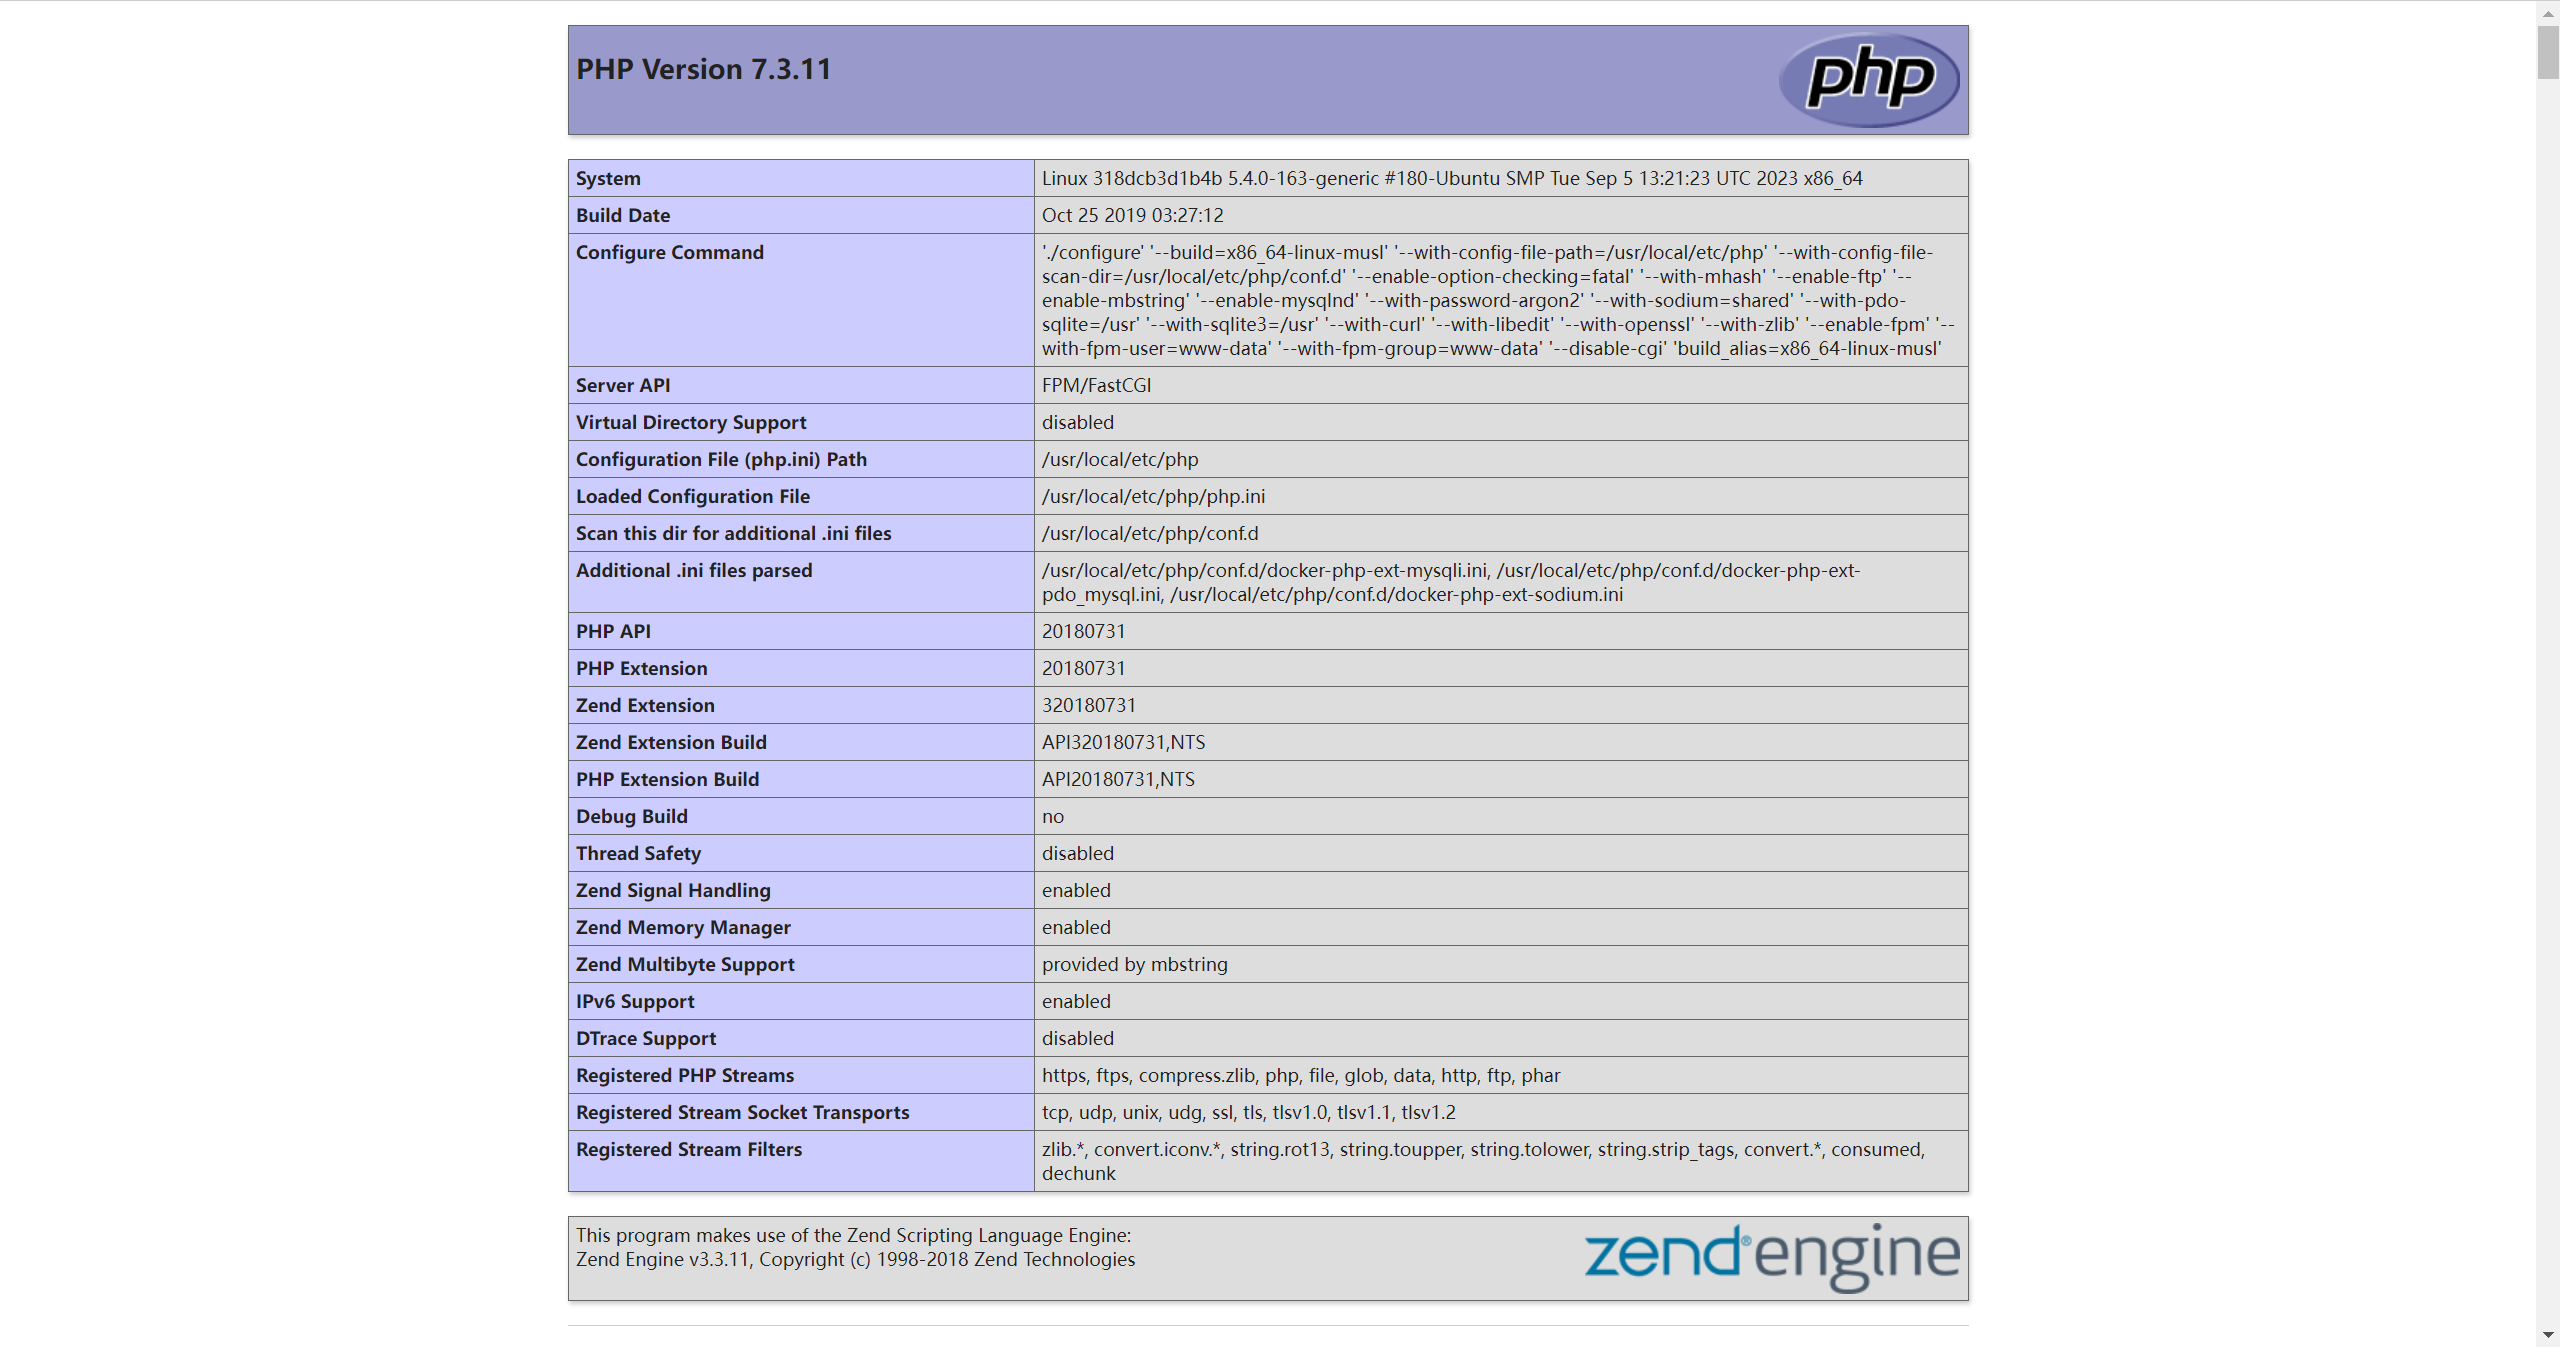 PHP Version 7.3.11
php
System
Linux 318dcb3d1b4b 5.4.0-163-generic #180-Ubuntu SMP Tue Sep 5 13:21:23 UTC 2023 x86_64
Build Date
Oct 25 2019 03:27:12
Configure Command
'./configure' '--build=x86_64-linux-musl' '--with-config-file-path=/usr/local/etc/php' '--with-config-file-
scan-dir=/usr/local/etc/php/conf.d' '--enable-option-checking=fatal' '--with-mhash' '--enable-ftp' '--
enable-mbstring' '--enable-mysqlnd' '--with-password-argon2' '--with-sodium=shared' '--with-pdo-
sqlite=/usr' '--with-sqlite3=/usr' '--with-curl' '--with-libedit' '--with-openssl' '--with-zlib' '--enable-fpm' '--
with-fpm-user=www-data' '--with-fpm-group=www-data' '--disable-cgi' 'build_alias=x86_64-linux-musl'
Server API
FPM/FastCGI
Virtual Directory Support
disabled
Configuration File (php.ini) Path
/usr/local/etc/php
Loaded Configuration File
/usr/local/etc/php/php.ini
Scan this dir for additional .ini files
/usr/local/etc/php/conf.d
Additional .ini files parsed
/usr/local/etc/php/conf.d/docker-php-ext-mysqli.ini, /usr/local/etc/php/conf.d/docker-php-ext-
pdo_mysql.ini, /usr/local/etc/php/conf.d/docker-php-ext-sodium.ini
PHP API
20180731
PHP Extension
20180731
Zend Extension
320180731
Zend Extension Build
API320180731,NTS
PHP Extension Build
API20180731,NTS
Debug Build
no
Thread Safety
disabled
Zend Signal Handling
enabled
Zend Memory Manager
enabled
Zend Multibyte Support
provided by mbstring
IPv6 Support
enabled
DTrace Support
disabled
Registered PHP Streams
https, ftps, compress.zlib, php, file, glob, data, http, ftp, phar
Registered Stream Socket Transports
tcp, udp, unix, udg, ssl, tls, tlsv1.0, tlsv1.1, tlsv1.2
Registered Stream Filters
zlib.*, convert.iconv.*, string.rot13, string.toupper, string.tolower, string.strip_tags, convert.*, consumed,
dechunk
This program makes use of the Zend Scripting Language Engine:
Zend Engine v3.3.11, Copyright (c) 1998-2018 Zend Technologies
zend®engine